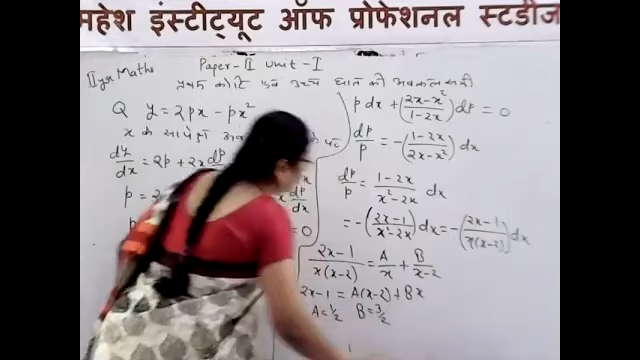 महेश इंस्टीट्यूट ऑफ प्रोफेशनल स्टडीज
Paper-II Unit-I
IIyr Maths
प्रथम कोटि एवं उच्च घात की अवकल समी
Q y = 2px - px²
x के सापेक्ष
dy/dx = 2p + 2x dp
p = 2
dp/dx
= 0
p dx + (2x-x²/1-2x) dp = 0
dp/p = -(1-2x/2x-x²) dx
dp/p = 1-2x/x²-2x dx
= -(2x-1/x²-2x) dx = -(2x-1/x(x-2)) dx
2x-1/x(x-2) = A/x + B/x-2
2x-1 = A(x-2) + Bx
A = 1/2 B = 3/2